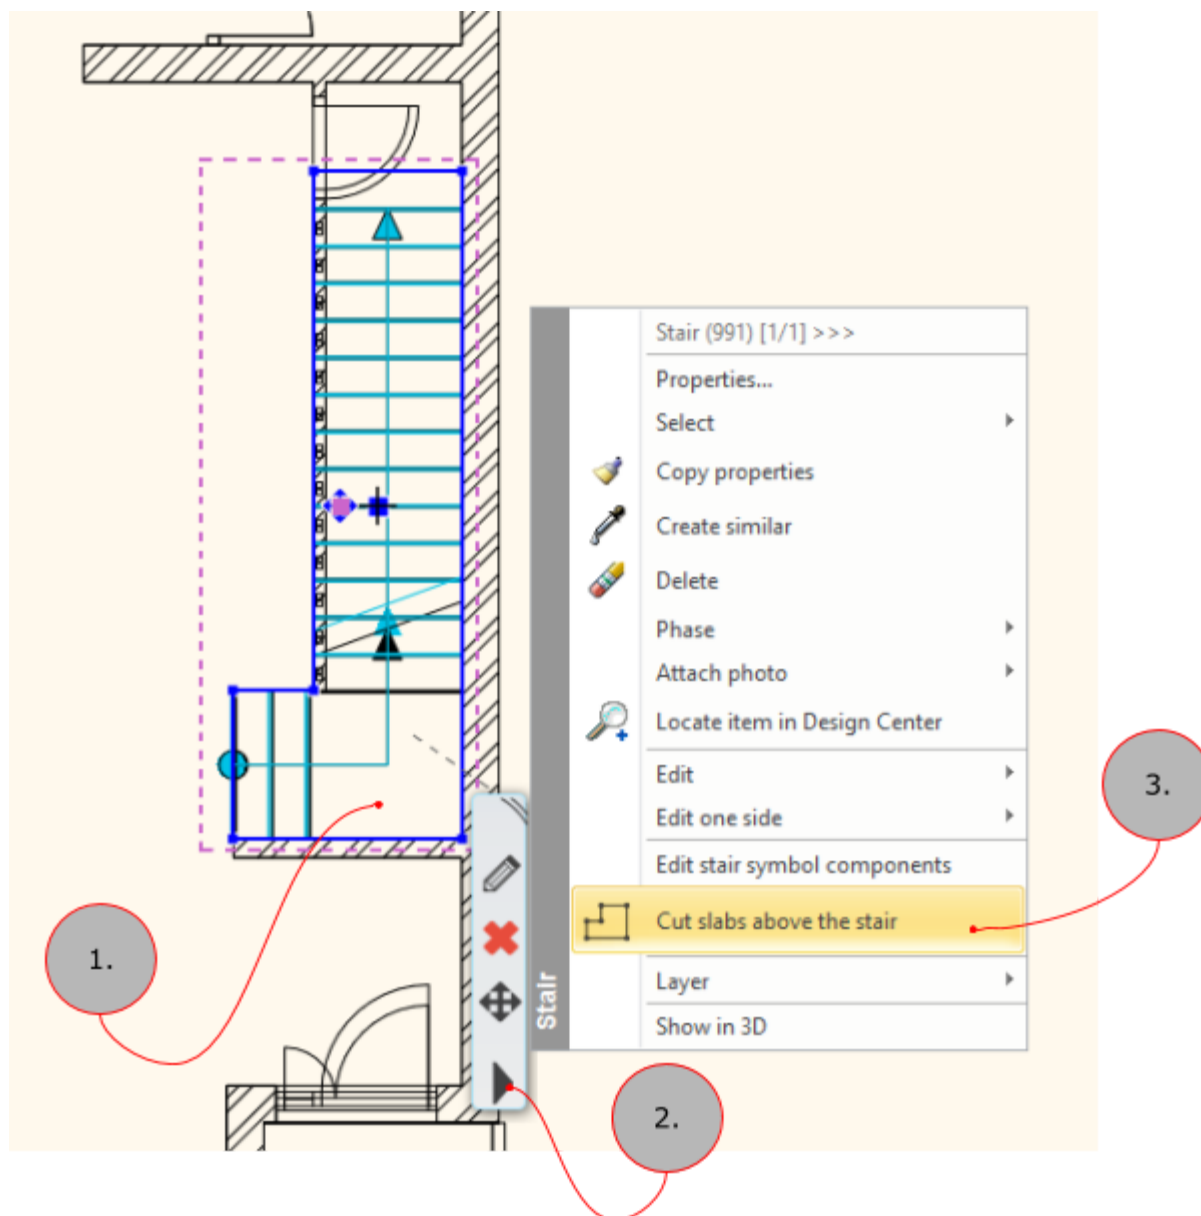 Stair (991) [1/1] >>>
Properties...
Select
Copy properties
Create similar
Delete
Phase
Attach photo
Locate item in Design Center
Edit
Edit one side
Edit stair symbol components
Cut slabs above the stair
Layer
Show in 3D
Stair
1.
2.
3.